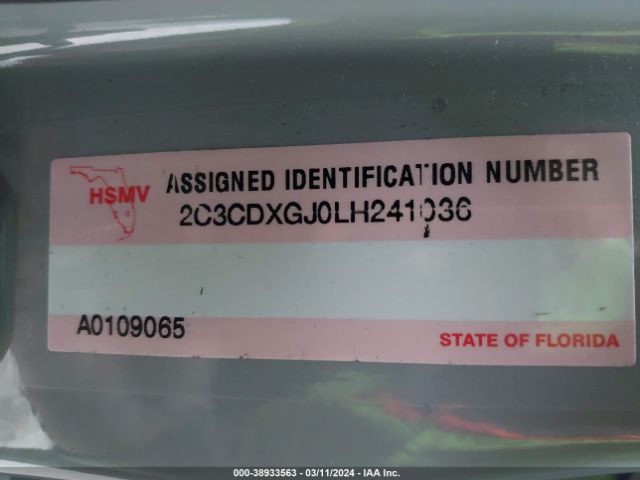 HSMV
ASSIGNED IDENTIFICATION NUMBER
2C3CDXGJ0LH241036
A0109065
STATE OF FLORIDA
000-38933563 - 03/11/2024 - IAA Inc.